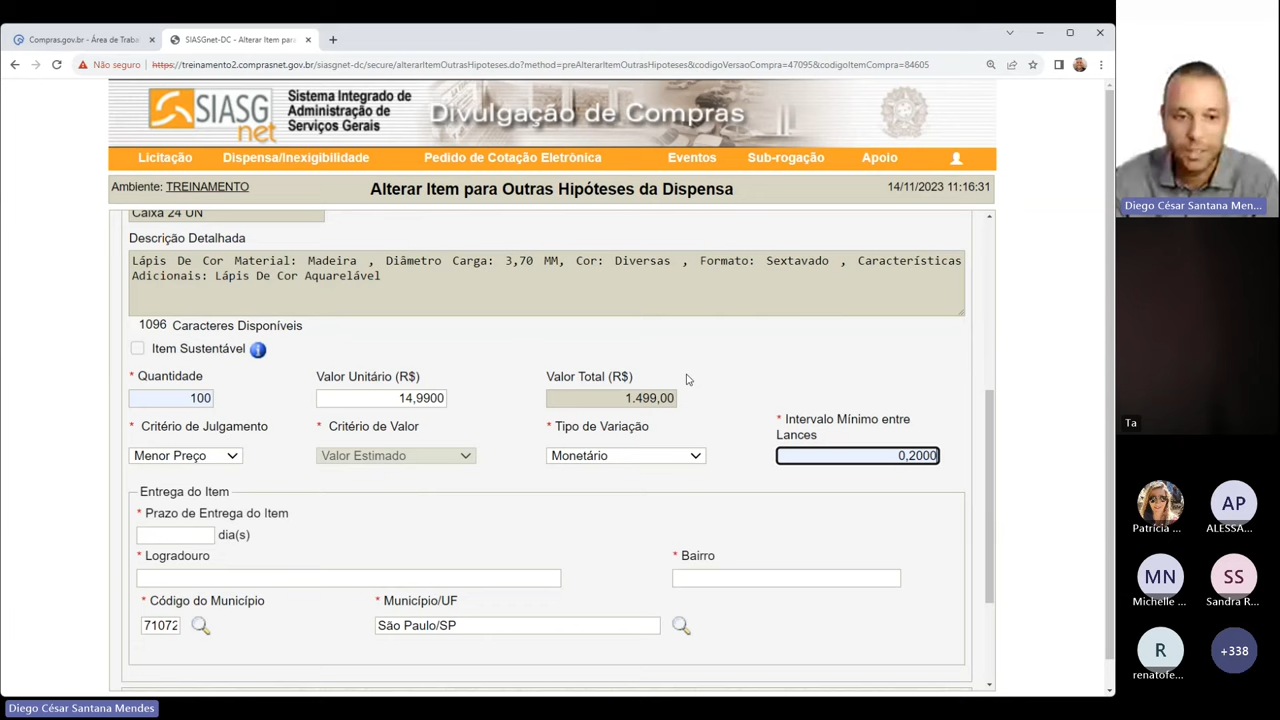 Compras.gov.br - Área de Traba
SIASGnet-DC - Alterar Item para
Não seguro
https://treinamento2.comprasnet.gov.br/siasgnet-dc/secure/alterarItemOutrasHipoteses.do?method=preAlterarItemOutrasHipoteses&codigoVersaoCompra=47095&codigoItemCompra=84605
SIASG
net
Sistema Integrado de
Administração de
Serviços Gerais
Divulgação de Compras
Licitação
Dispensa/Inexigibilidade
Pedido de Cotação Eletrônica
Eventos
Sub-rogação
Apoio
Ambiente: TREINAMENTO
Alterar Item para Outras Hipóteses da Dispensa
14/11/2023 11:16:31
Caixa 24 UN
Descrição Detalhada
Lápis De Cor Material: Madeira , Diâmetro Carga: 3,70 MM, Cor: Diversas , Formato: Sextavado , Características
Adicionais: Lápis De Cor Aquarelável
1096 Caracteres Disponíveis
Item Sustentável
* Quantidade
Valor Unitário (R$)
Valor Total (R$)
100
14,9900
1.499,00
* Critério de Julgamento
* Critério de Valor
* Tipo de Variação
* Intervalo Mínimo entre
Lances
Menor Preço
Valor Estimado
Monetário
0,2000
Entrega do Item
* Prazo de Entrega do Item
dia(s)
* Logradouro
* Bairro
* Código do Município
* Município/UF
71072
São Paulo/SP
Diego César Santana Men...
Ta
Patrícia ...
AP
ALESSA...
MN
Michelle ...
SS
Sandra R...
R
renatofe...
+338
Diego César Santana Mendes